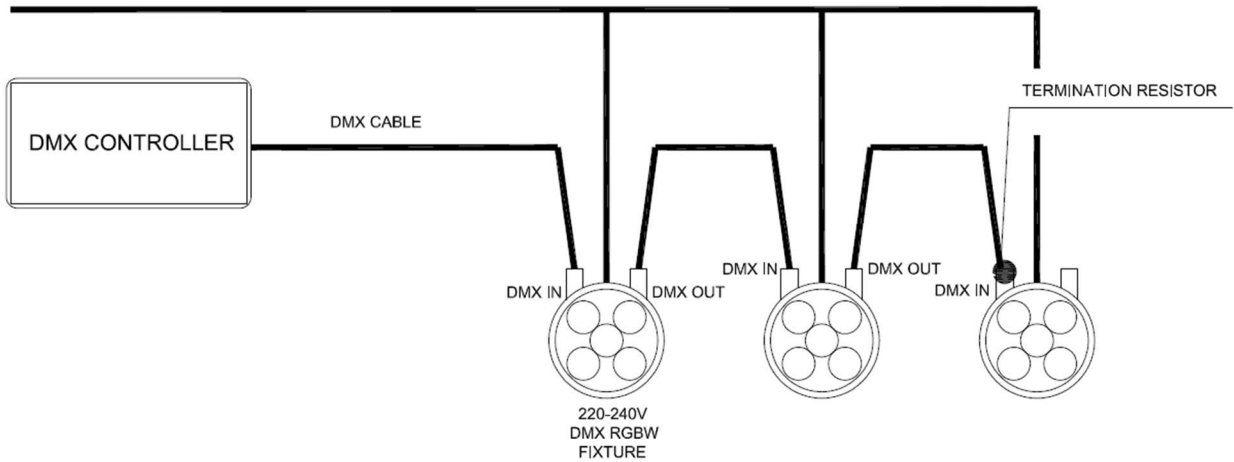 TERMINATION RESISTOR
DMX CABLE
DMX CONTROLLER
DMX IN
DMX OUT
DMX IN
DMX OUT
DMX IN
220-240V
DMX RGBW
FIXTURE